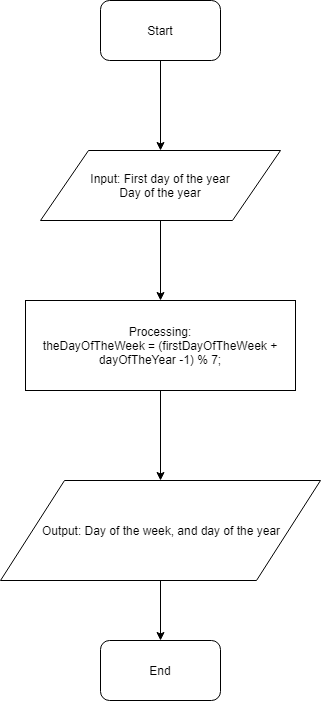 Start
Input: First day of the year
Day of the year
Processing:
theDayOfTheWeek = (firstDayOfTheWeek +
dayOfTheYear -1) % 7;
Output: Day of the week, and day of the year
End